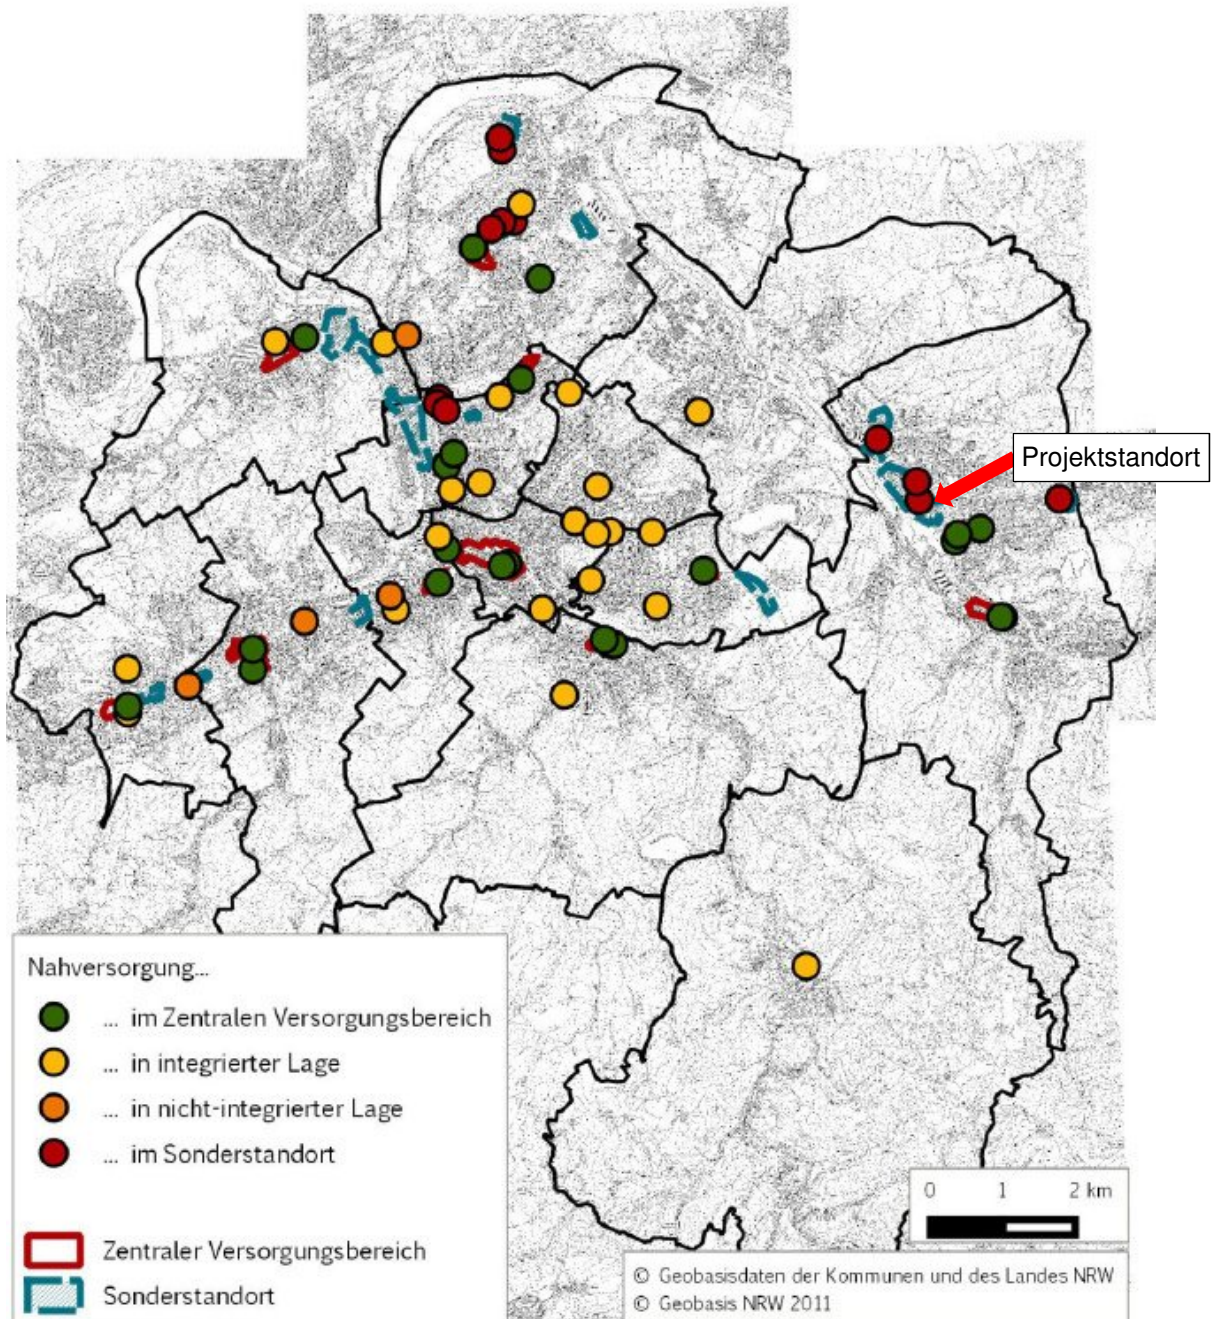 Projektstandort
Nahversorgung...
... im Zentralen Versorgungsbereich
... in integrierter Lage
... in nicht-integrierter Lage
... im Sonderstandort
Zentraler Versorgungsbereich
Sonderstandort
0 1 2 km
© Geobasisdaten der Kommunen und des Landes NRW
© Geobasis NRW 2011